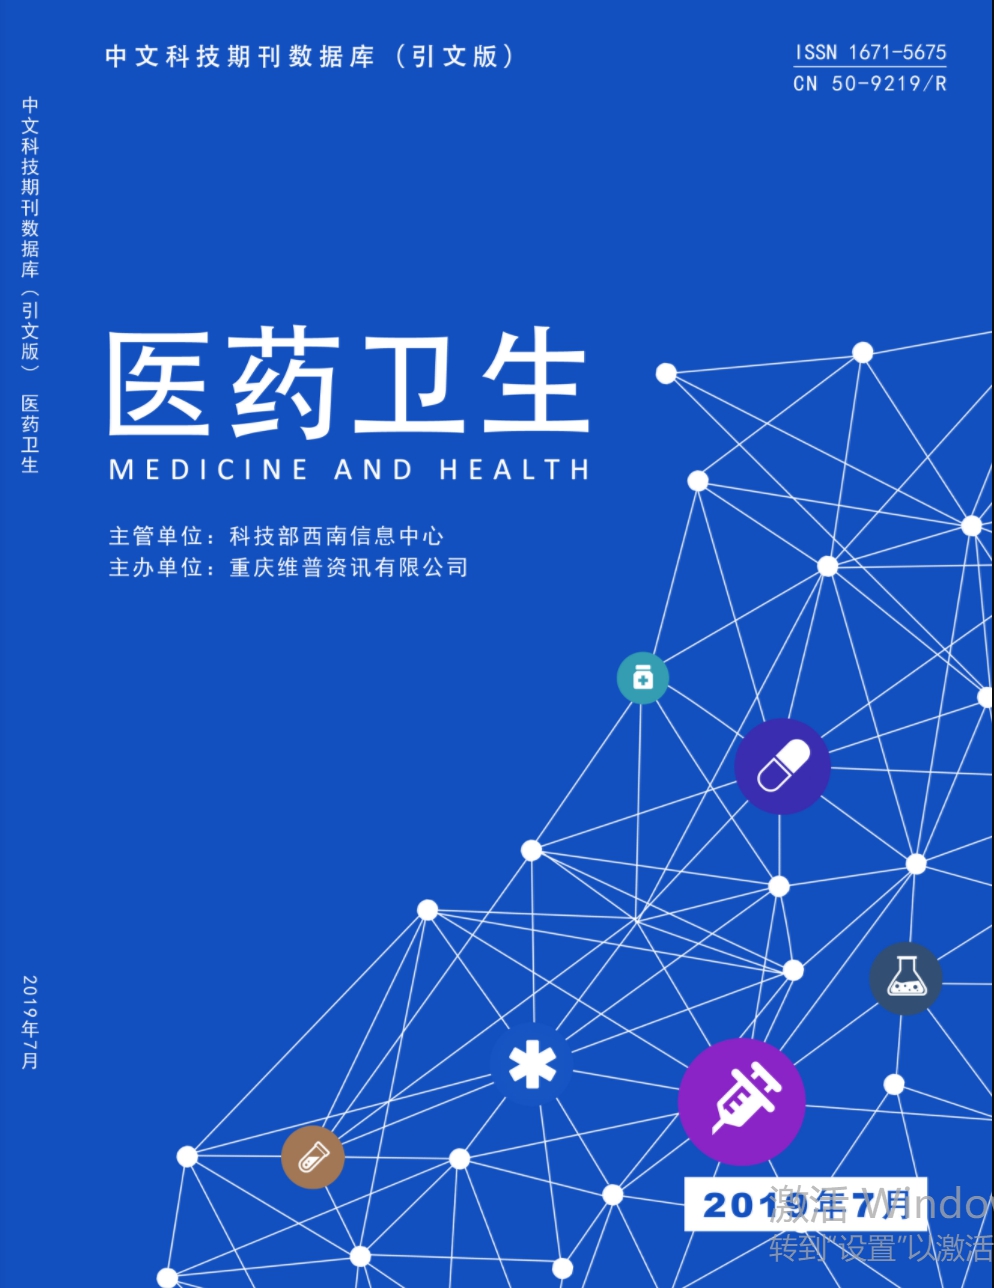 中文科技期刊数据库（引文版）
ISSN 1671-5675
CN 50-9219/R
中文科技期刊数据库（引文版） 医药卫生
医药卫生
MEDICINE AND HEALTH
主管单位：科技部西南信息中心
主办单位：重庆维普资讯有限公司
2019年7月
2019年7月
激活 Windo
转到“设置”以激活